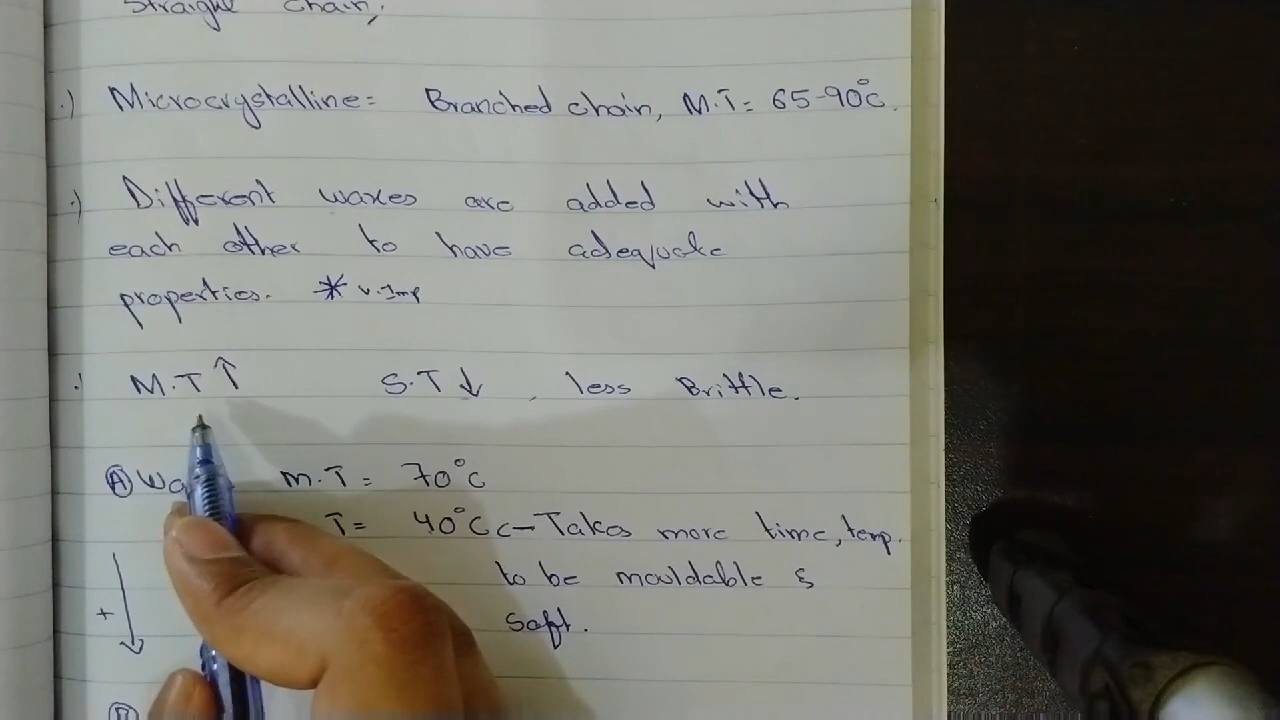 Straight chain,
.) Microcrystalline = Branched chain, M.T = 65-90°C.
.) Different waxes are added with
each other to have adequate
properties. * v.Imp
.) M.T ↑ S.T ↓ , less Brittle.
Ⓐ M.T = 70°C
T = 40°C ← Takes more time, temp.
to be mouldable &
+ ↓ soft.